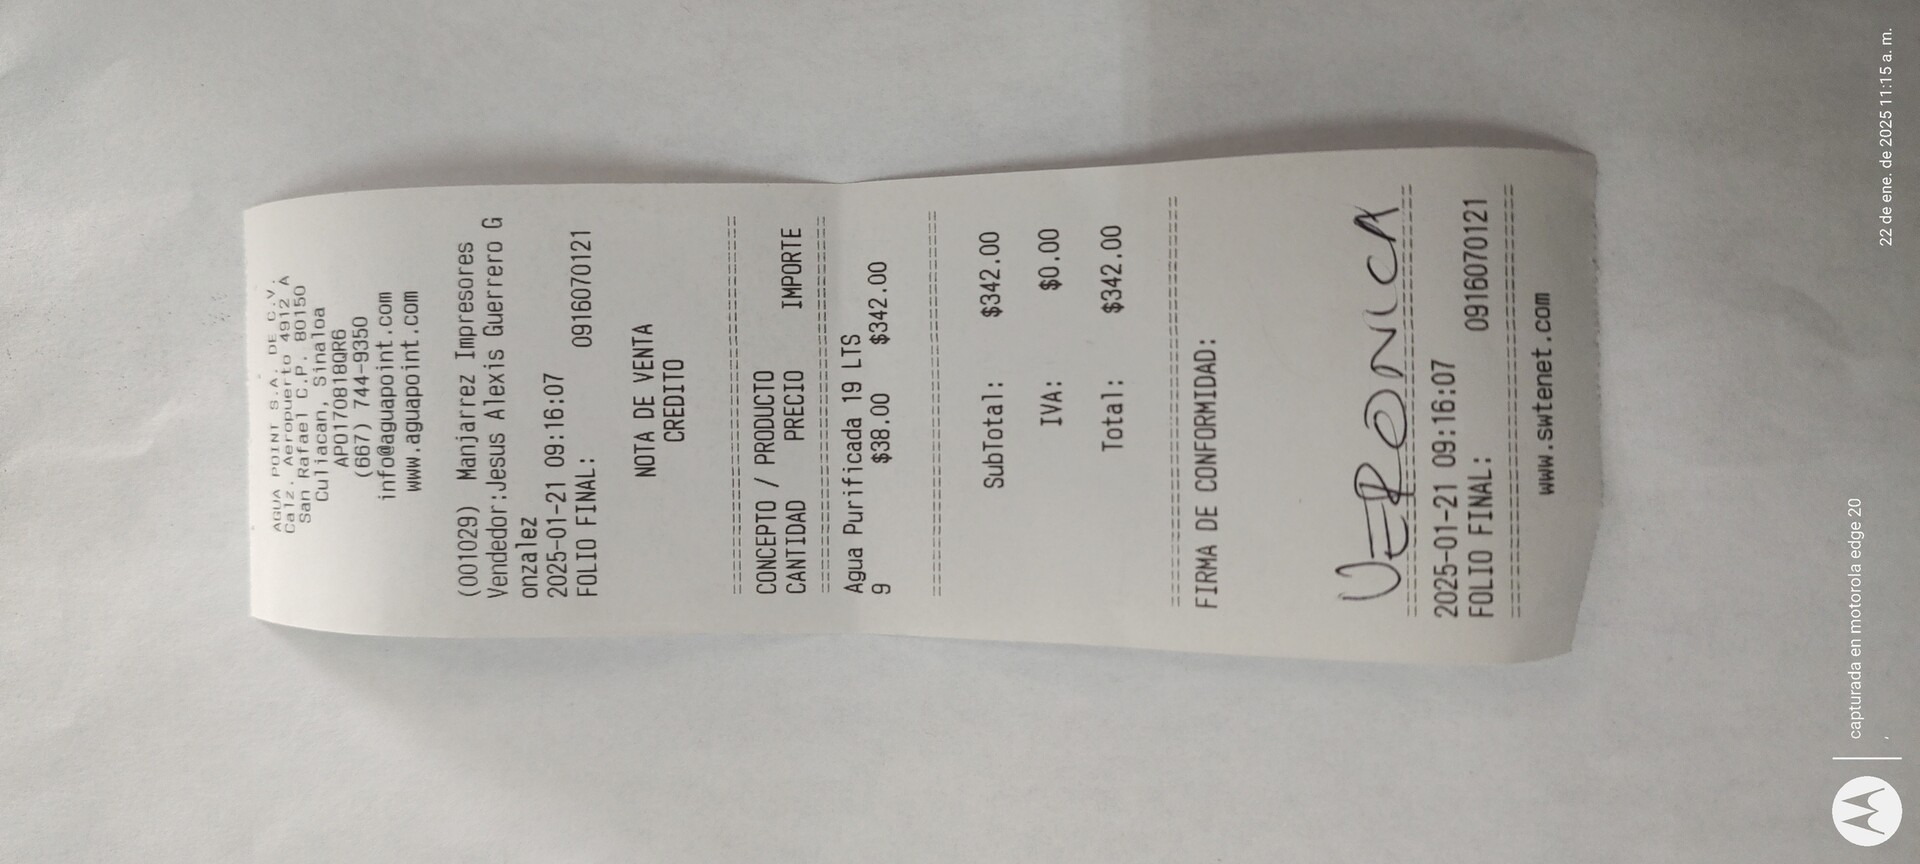 AGUA POINT S.A. DE C.V.
Calz. Aeropuerto 4912 A
San Rafael C.P. 80150
Culiacan, Sinaloa
APO170818QR6
(667) 744-9350
info@aguapoint.com
www.aguapoint.com
(001029) Manjarrez Impresores
Vendedor:Jesus Alexis Guerrero G
onzalez
2025-01-21 09:16:07
FOLIO FINAL: 0916070121
NOTA DE VENTA
CREDITO
================================
CONCEPTO / PRODUCTO
CANTIDAD PRECIO IMPORTE
================================
Agua Purificada 19 LTS
9 $38.00 $342.00
================================
SubTotal: $342.00
IVA: $0.00
Total: $342.00
================================
FIRMA DE CONFORMIDAD:
VERONICA
================================
2025-01-21 09:16:07
FOLIO FINAL: 0916070121
================================
www.swtenet.com
capturada en motorola edge 20
, 22 de ene. de 2025 11:15 a. m.